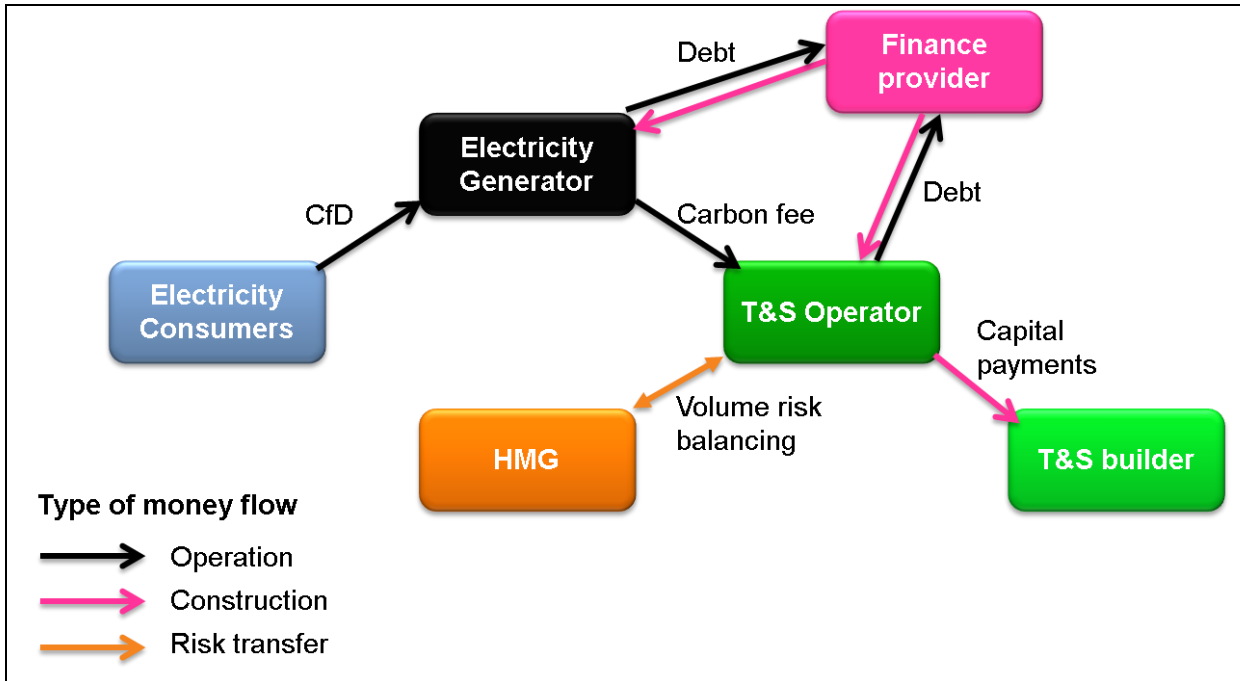 Debt
Finance
provider
Electricity
Generator
CfD
Carbon fee
Debt
Electricity
Consumers
T&S Operator
Capital
payments
Volume risk
balancing
HMG
T&S builder
Type of money flow
Operation
Construction
Risk transfer